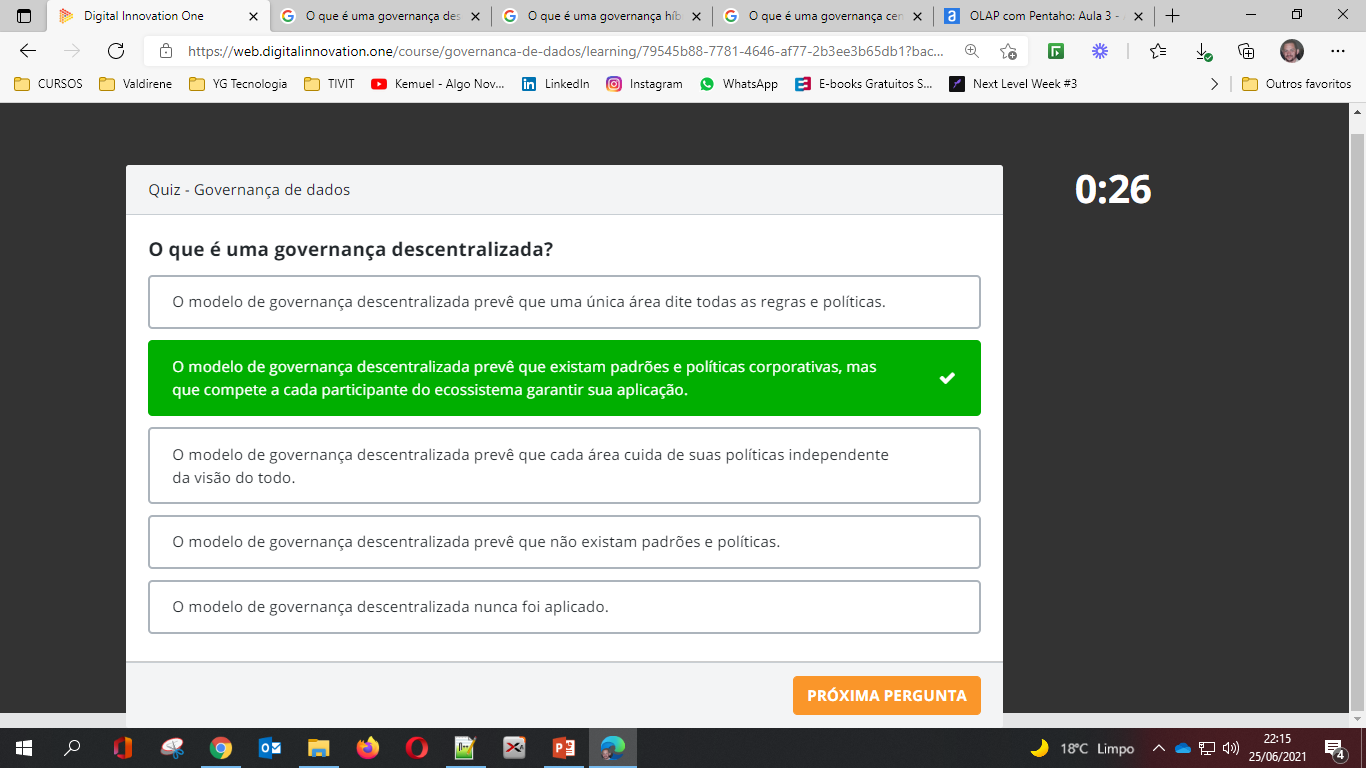 Digital Innovation One
O que é uma governança des
O que é uma governança híb
O que é uma governança cen
OLAP com Pentaho: Aula 3 -
https://web.digitalinnovation.one/course/governanca-de-dados/learning/79545b88-7781-4646-af77-2b3ee3b65db1?bac...
CURSOS
Valdirene
YG Tecnologia
TIVIT
Kemuel - Algo Nov...
LinkedIn
Instagram
WhatsApp
E-books Gratuitos S...
Next Level Week #3
Outros favoritos
Quiz - Governança de dados
0:26
O que é uma governança descentralizada?
O modelo de governança descentralizada prevê que uma única área dite todas as regras e políticas.
O modelo de governança descentralizada prevê que existam padrões e políticas corporativas, mas
que compete a cada participante do ecossistema garantir sua aplicação.
O modelo de governança descentralizada prevê que cada área cuida de suas políticas independente
da visão do todo.
O modelo de governança descentralizada prevê que não existam padrões e políticas.
O modelo de governança descentralizada nunca foi aplicado.
PRÓXIMA PERGUNTA
18°C Limpo
22:15
25/06/2021
4